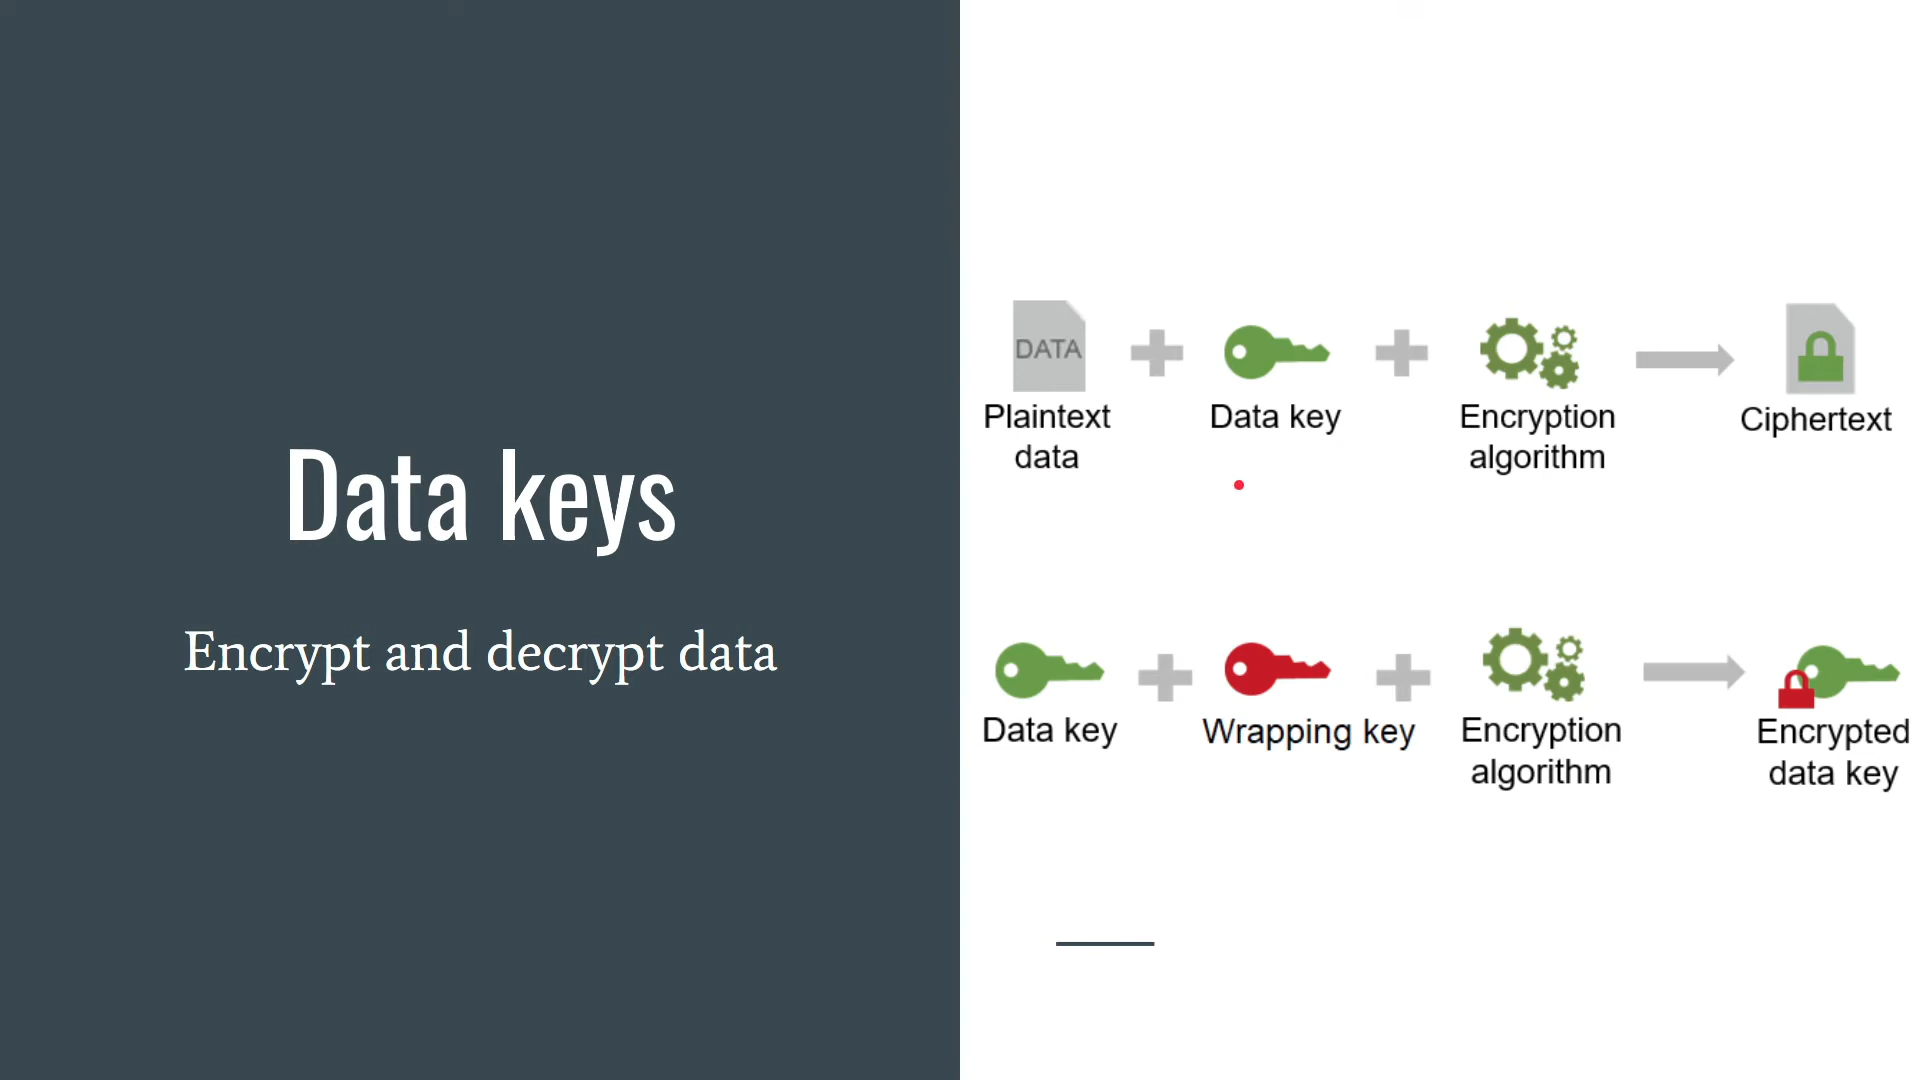 Data keys
Encrypt and decrypt data
DATA
Plaintext
data
Data key
Encryption
algorithm
Ciphertext
Data key
Wrapping key
Encryption
algorithm
Encrypted
data key